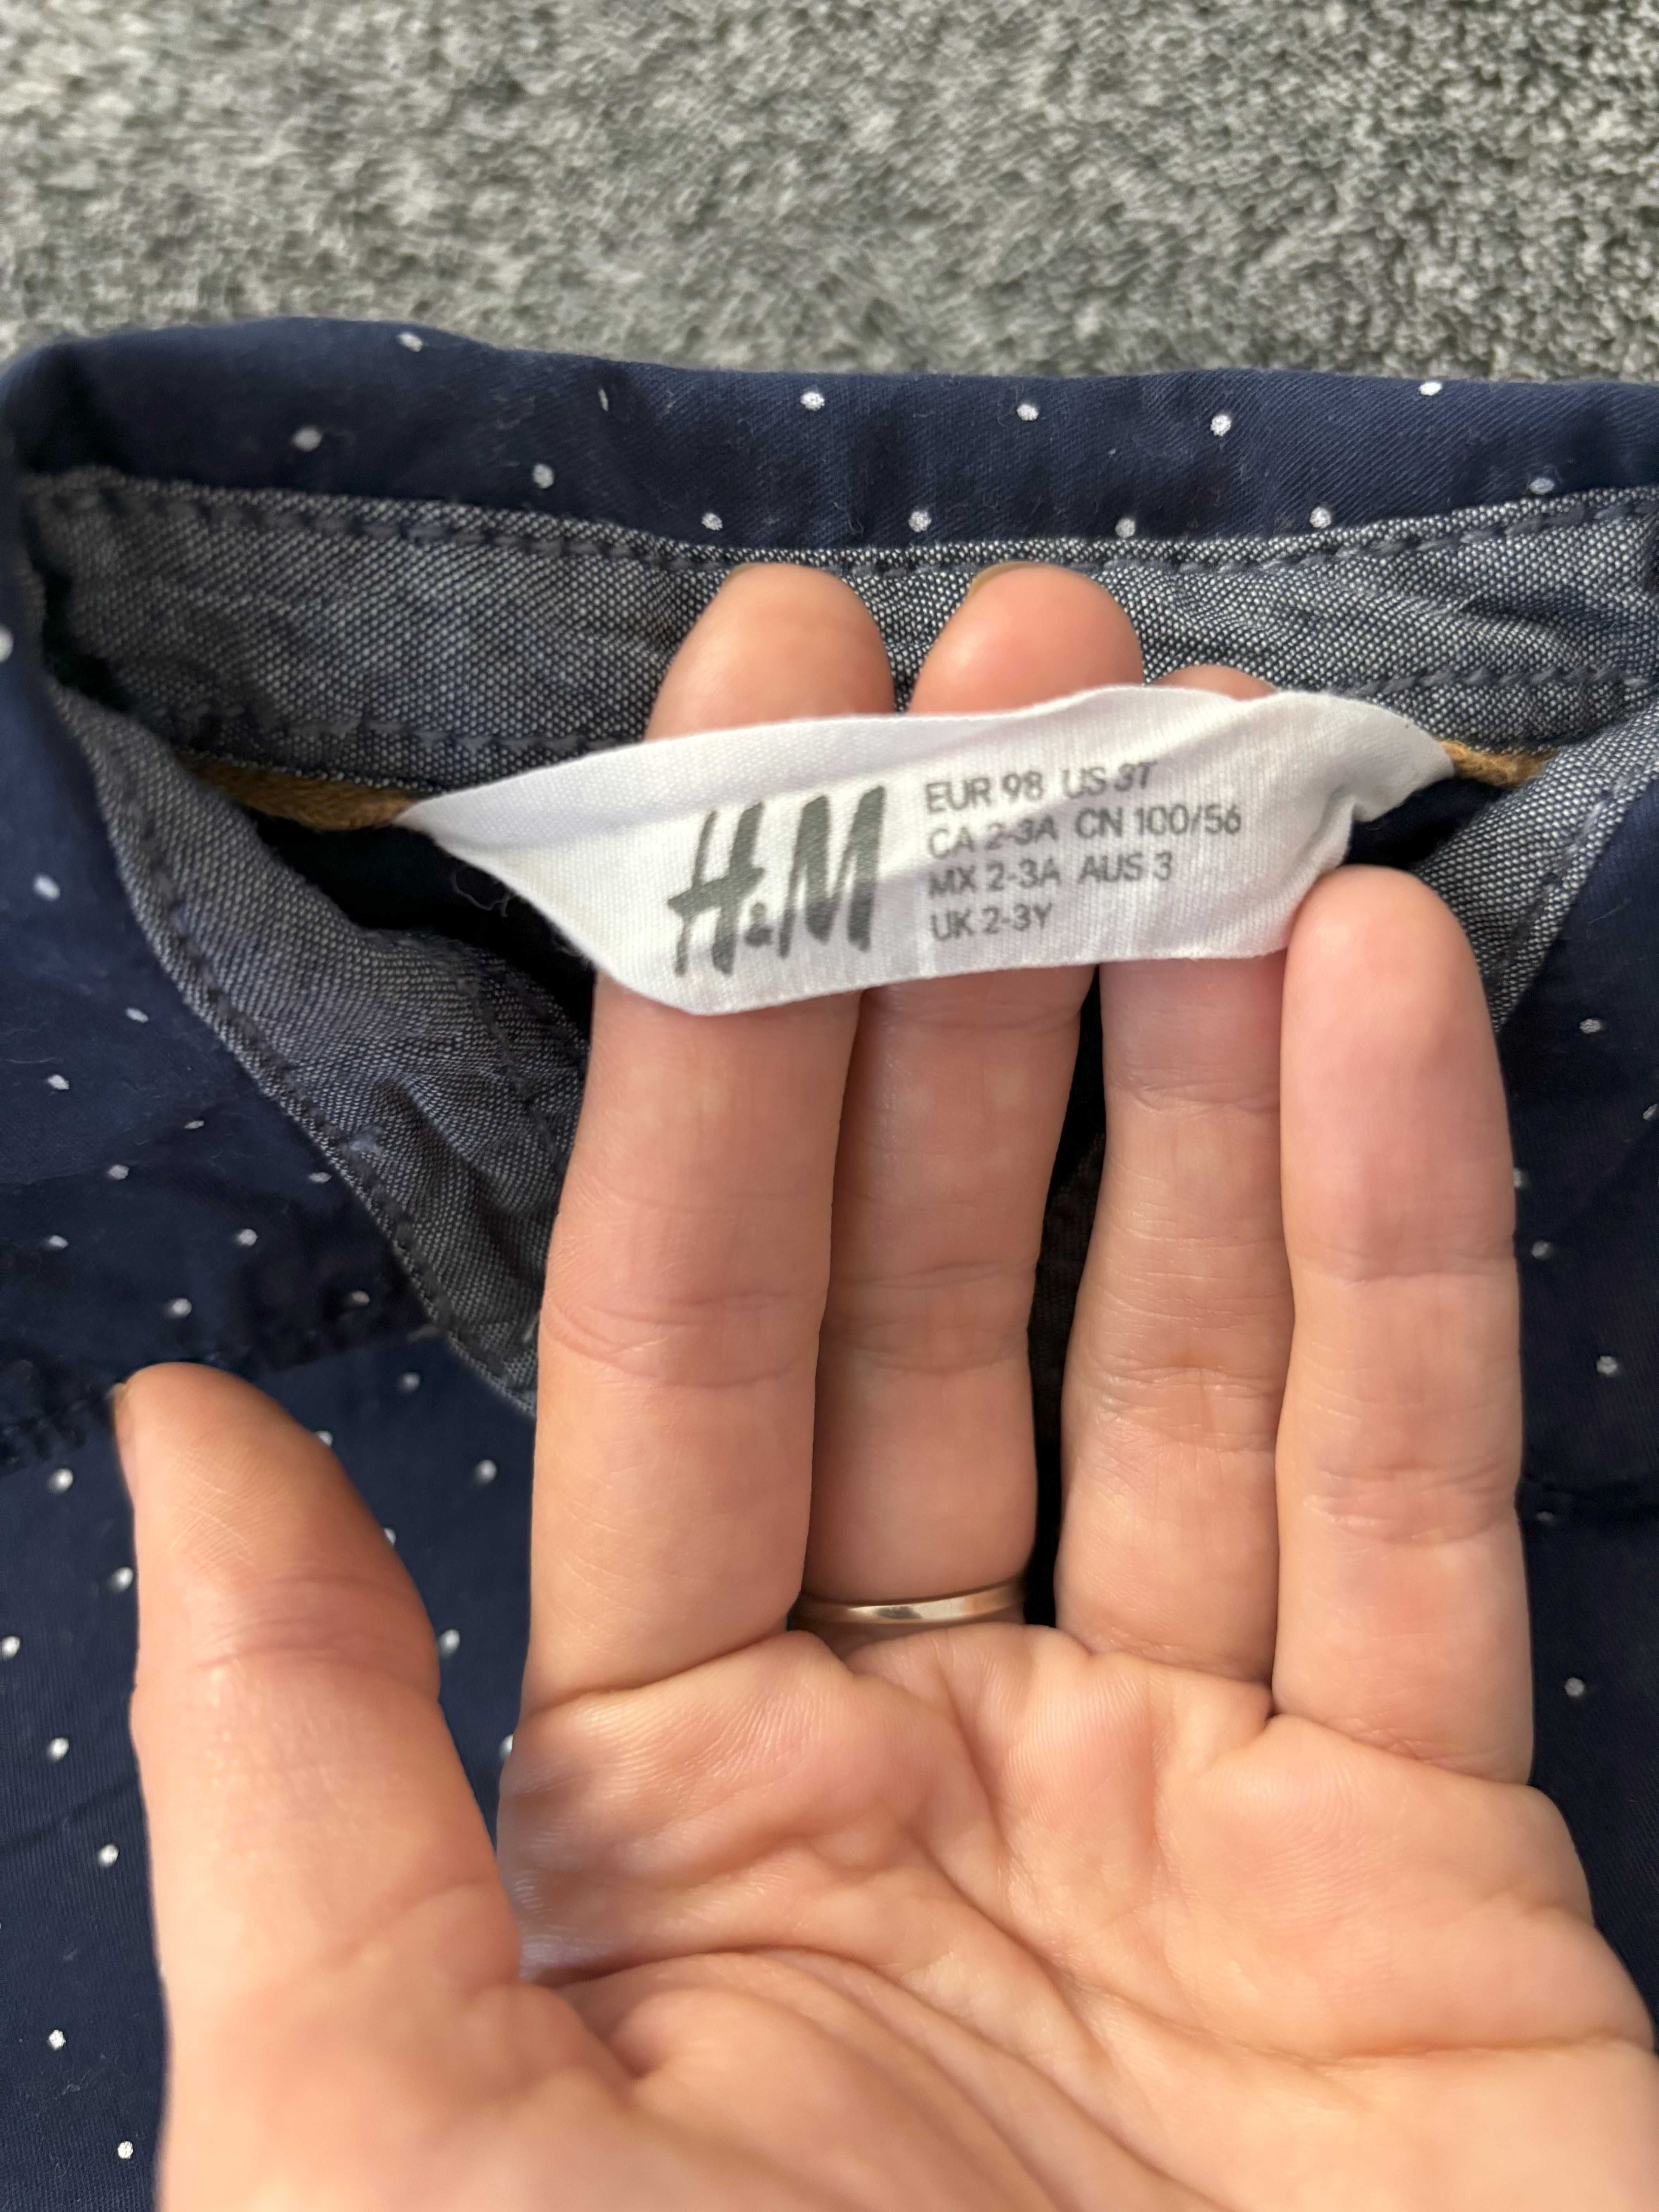 H&M
EUR 98 US 3T
CA 2-3A CN 100/56
MX 2-3A AUS 3
UK 2-3Y